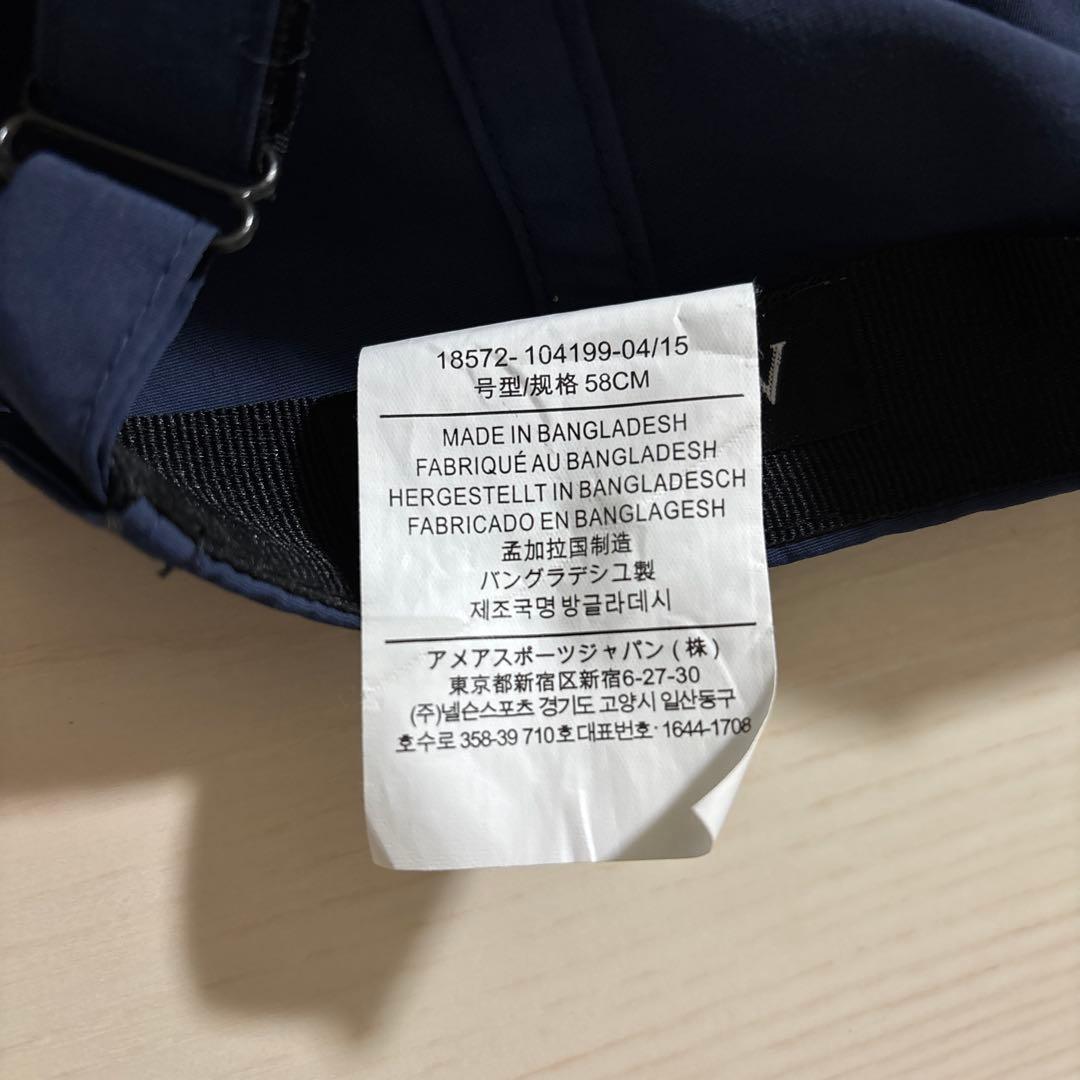 18572- 104199-04/15
号型/规格 58CM
MADE IN BANGLADESH
FABRIQUÉ AU BANGLADESH
HERGESTELLT IN BANGLADESCH
FABRICADO EN BANGLAGESH
孟加拉国制造
バングラデシユ製
제조국명 방글라데시
アメアスポーツジャパン ( 株 )
東京都新宿区新宿6-27-30
(주)넬슨스포츠 경기도 고양시 일산동구
호수로 358-39 710호 대표번호· 1644-1708